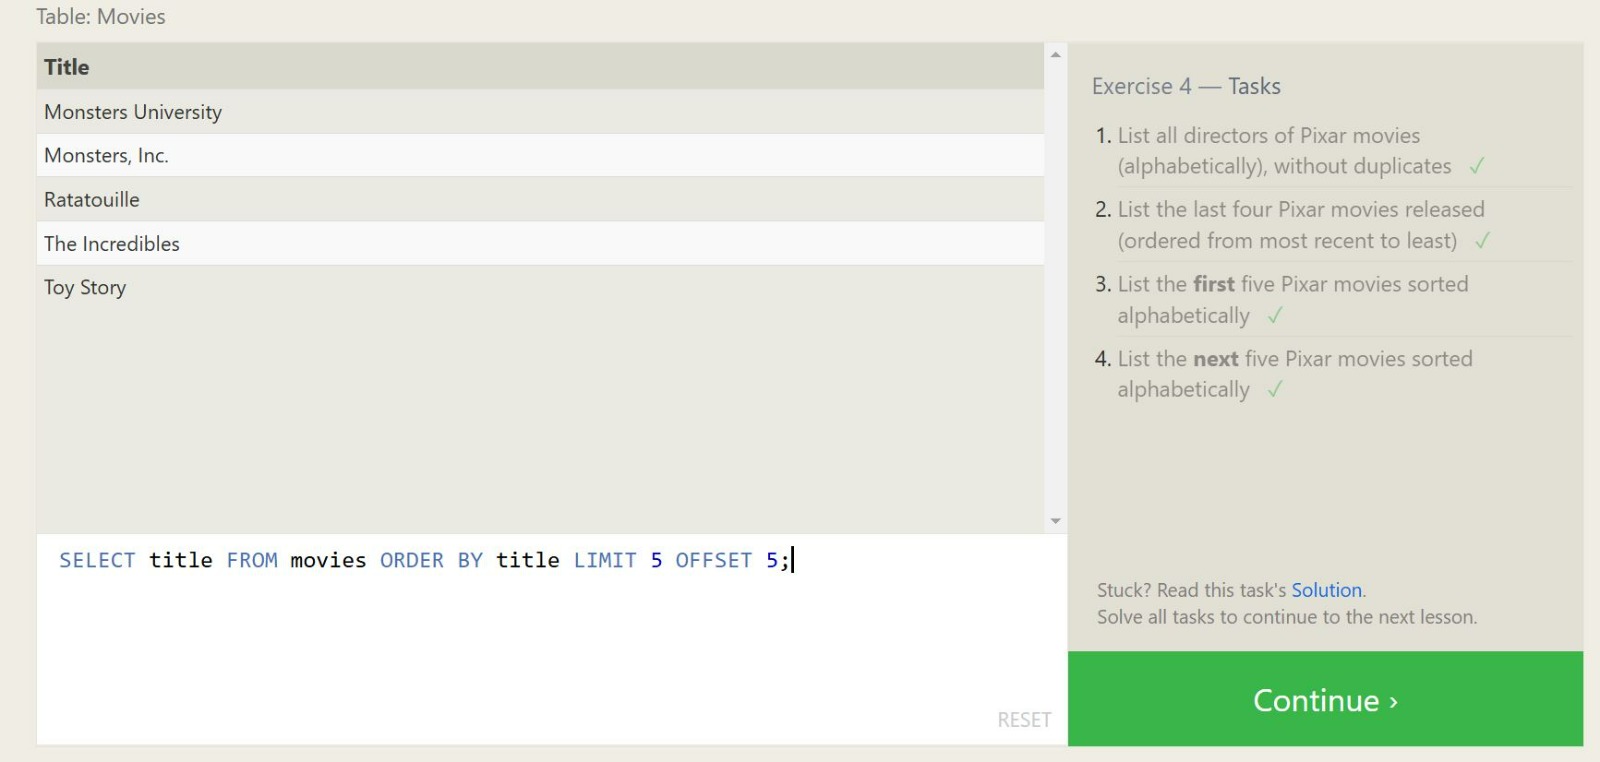 Table: Movies
Title
Monsters University
Monsters, Inc.
Ratatouille
The Incredibles
Toy Story
SELECT title FROM movies ORDER BY title LIMIT 5 OFFSET 5;
RESET
Exercise 4 — Tasks
1. List all directors of Pixar movies
(alphabetically), without duplicates ✓
2. List the last four Pixar movies released
(ordered from most recent to least) ✓
3. List the first five Pixar movies sorted
alphabetically ✓
4. List the next five Pixar movies sorted
alphabetically ✓
Stuck? Read this task's Solution.
Solve all tasks to continue to the next lesson.
Continue ›